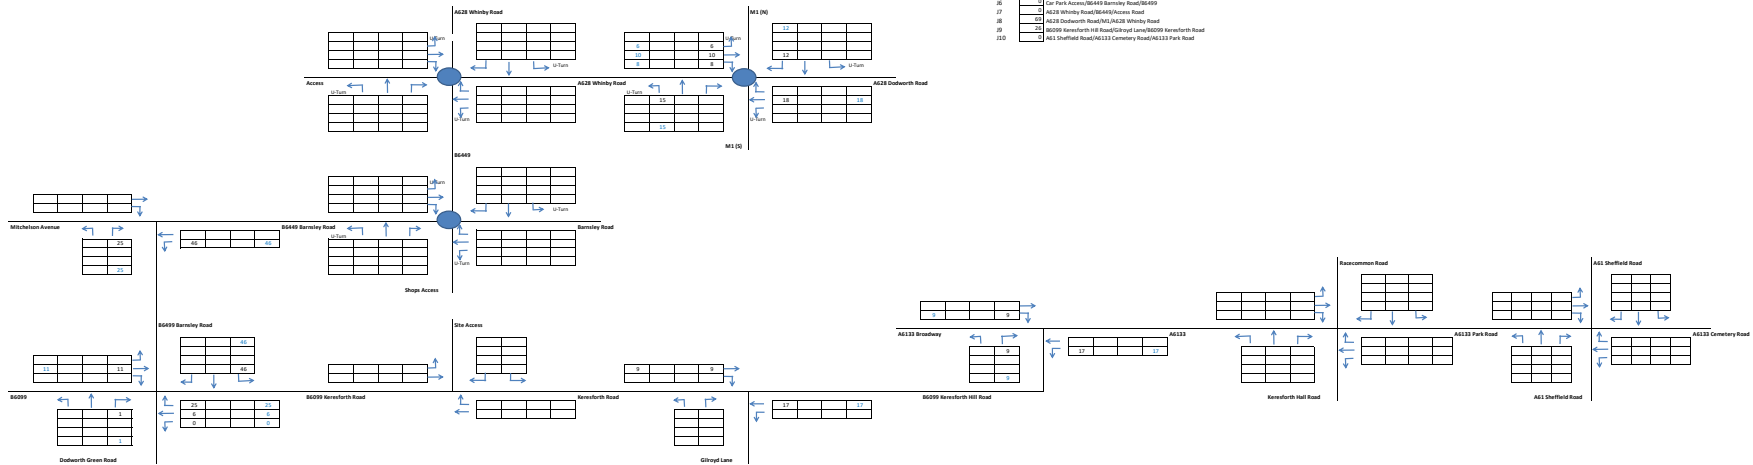 J6 0 Car Park Access/B6449 Barnsley Road/B6499
A628 Whinby Road
M1 (N)
J7 0 A628 Whinby Road/B6449/Access Road
J8 69 A628 Dodworth Road/M1/A628 Whinby Road
J9 26 B6099 Keresforth Hill Road/Gilroyd Lane/B6099 Keresforth Road
J10 0 A61 Sheffield Road/A6133 Cemetery Road/A6133 Park Road
12
U-Turn
6 6 U-Turn
10 10 12
8 8 U-Turn
U-Turn
Access
A628 Whinby Road
A628 Dodworth Road
U-Turn
U-Turn
15 18 18
U-Turn
U-Turn
15
M1 (S)
B6449
U-Turn
U-Turn
Mitchelson Avenue
B6449 Barnsley Road
Barnsley Road
U-Turn
25 46 46
U-Turn
25
Shops Access
Racecommon Road
A61 Sheffield Road
9 9
B6499 Barnsley Road
Site Access
A6133 Broadway
A6133
A6133 Park Road
A6133 Cemetery Road
46
9 17 17
11 11 46
9 9
9
B6099
B6099 Keresforth Road
Keresforth Road
B6099 Keresforth Hill Road
Keresforth Hall Road
A61 Sheffield Road
25 25
17 17
1 6 6
0 0
1
Dodworth Green Road
Gilroyd Lane